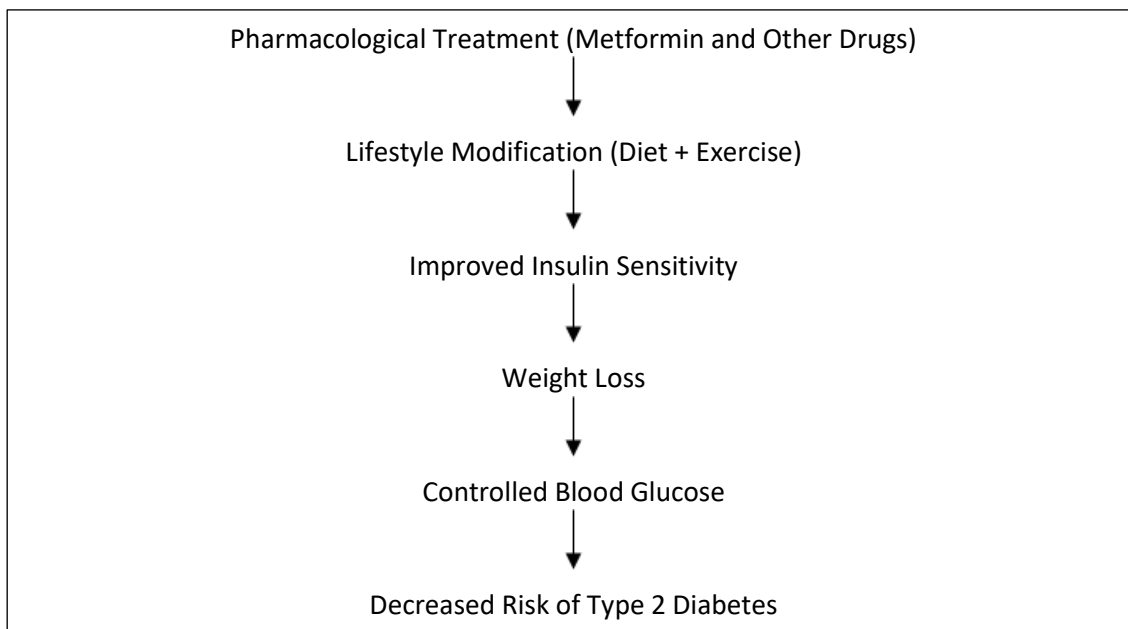 Pharmacological Treatment (Metformin and Other Drugs)
Lifestyle Modification (Diet + Exercise)
Improved Insulin Sensitivity
Weight Loss
Controlled Blood Glucose
Decreased Risk of Type 2 Diabetes